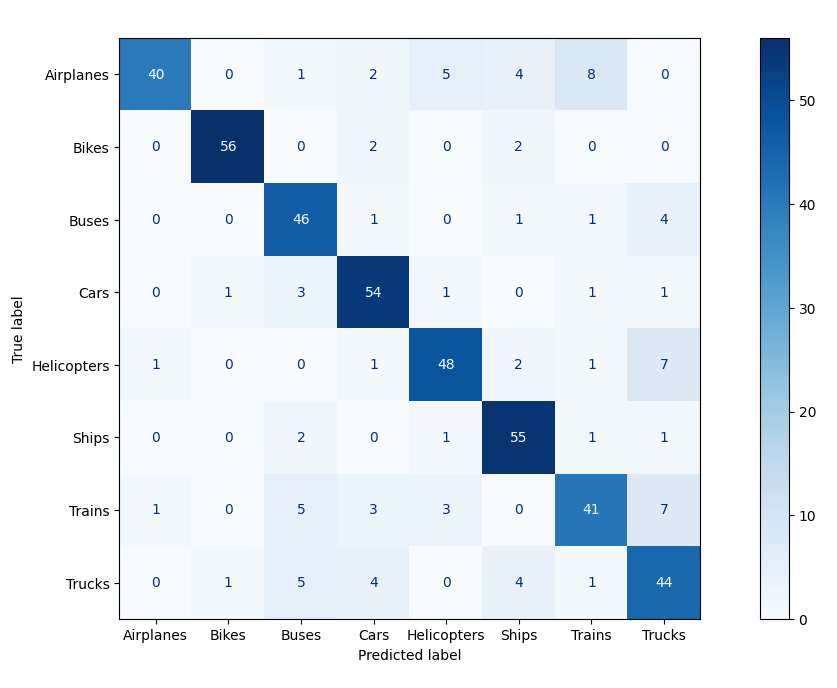 Airplanes 40 0 1 2 5 4 8 0
Bikes 0 56 0 2 0 2 0 0
Buses 0 0 46 1 0 1 1 4
Cars 0 1 3 54 1 0 1 1
Helicopters 1 0 0 1 48 2 1 7
Ships 0 0 2 0 1 55 1 1
Trains 1 0 5 3 3 0 41 7
Trucks 0 1 5 4 0 4 1 44
Airplanes Bikes Buses Cars Helicopters Ships Trains Trucks
Predicted label
True label
50
40
30
20
10
0